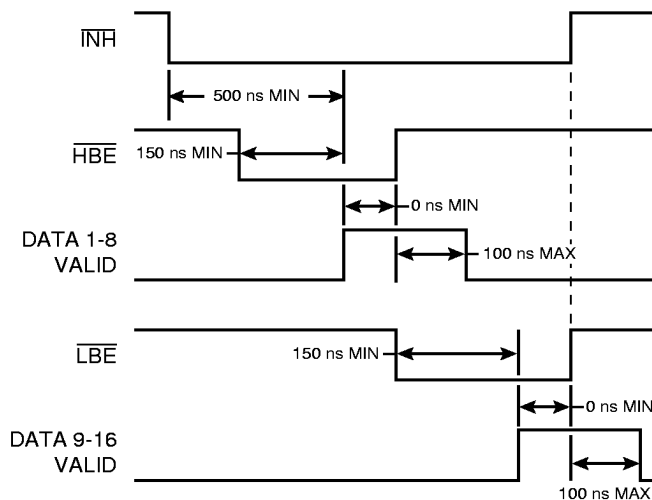 INH
500 ns MIN
HBE
150 ns MIN
0 ns MIN
DATA 1-8
VALID
100 ns MAX
LBE
150 ns MIN
0 ns MIN
DATA 9-16
VALID
100 ns MAX